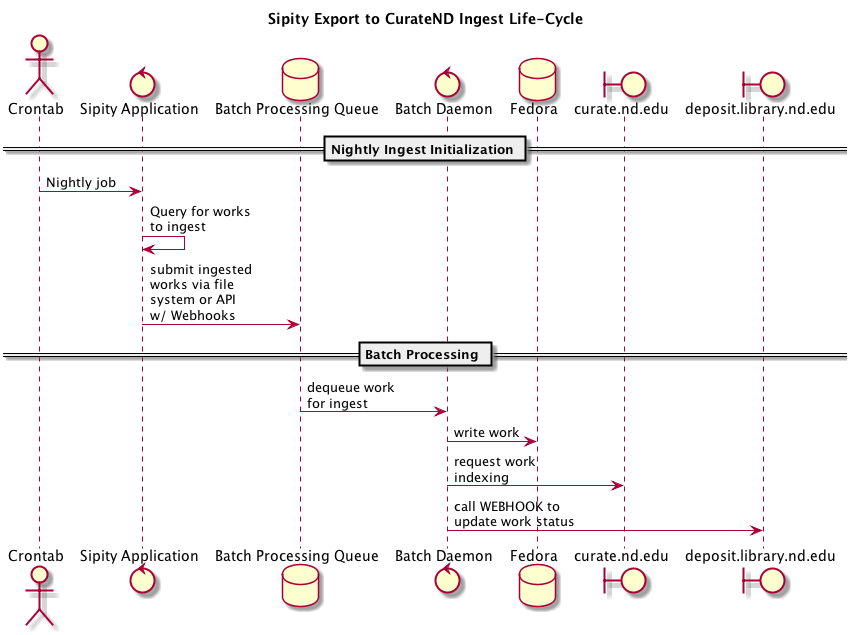 Sipity Export to CurateND Ingest Life-Cycle
Crontab
Sipity Application
Batch Processing Queue
Batch Daemon
Fedora
curate.nd.edu
deposit.library.nd.edu
Nightly Ingest Initialization
Nightly job
Query for works
to ingest
submit ingested
works via file
system or API
w/ Webhooks
Batch Processing
dequeue work
for ingest
write work
request work
indexing
call WEBHOOK to
update work status
Crontab
Sipity Application
Batch Processing Queue
Batch Daemon
Fedora
curate.nd.edu
deposit.library.nd.edu